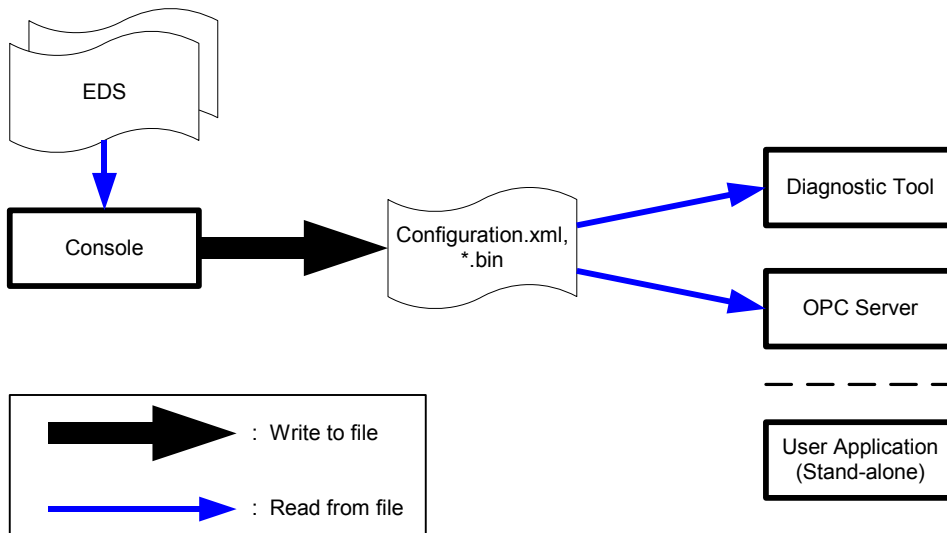 EDS
Console
Configuration.xml,
*.bin
Diagnostic Tool
OPC Server
User Application
(Stand-alone)
: Write to file
: Read from file